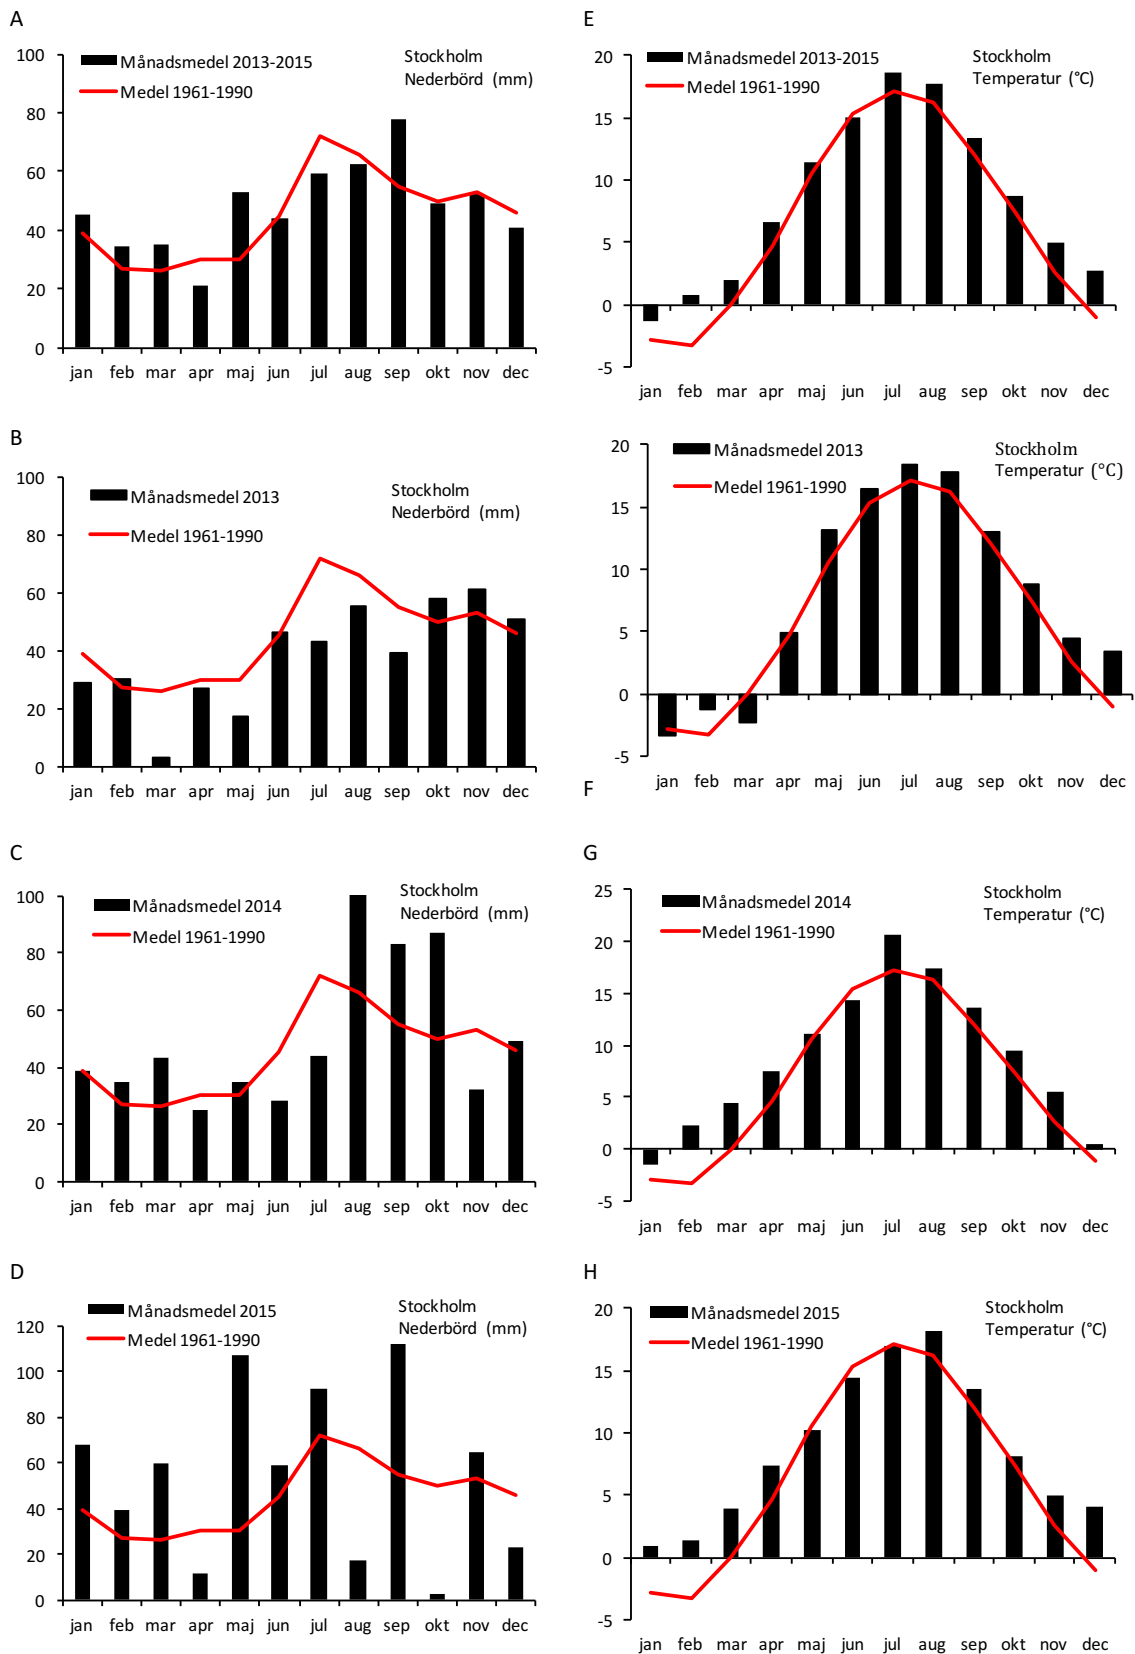 A
Stockholm
Nederbörd (mm)
Månadsmedel 2013-2015
Medel 1961-1990
100
80
60
40
20
0
jan feb mar apr maj jun jul aug sep okt nov dec
E
Stockholm
Temperatur (°C)
Månadsmedel 2013-2015
Medel 1961-1990
20
15
10
5
0
-5
jan feb mar apr maj jun jul aug sep okt nov dec
B
Stockholm
Nederbörd (mm)
Månadsmedel 2013
Medel 1961-1990
100
80
60
40
20
0
jan feb mar apr maj jun jul aug sep okt nov dec
Stockholm
Temperatur (°C)
Månadsmedel 2013
Medel 1961-1990
20
15
10
5
0
-5
jan feb mar apr maj jun jul aug sep okt nov dec
F
C
Stockholm
Nederbörd (mm)
Månadsmedel 2014
Medel 1961-1990
100
80
60
40
20
0
jan feb mar apr maj jun jul aug sep okt nov dec
G
Stockholm
Temperatur (°C)
Månadsmedel 2014
Medel 1961-1990
25
20
15
10
5
0
-5
jan feb mar apr maj jun jul aug sep okt nov dec
D
Stockholm
Nederbörd (mm)
Månadsmedel 2015
Medel 1961-1990
120
100
80
60
40
20
0
jan feb mar apr maj jun jul aug sep okt nov dec
H
Stockholm
Temperatur (°C)
Månadsmedel 2015
Medel 1961-1990
20
15
10
5
0
-5
jan feb mar apr maj jun jul aug sep okt nov dec